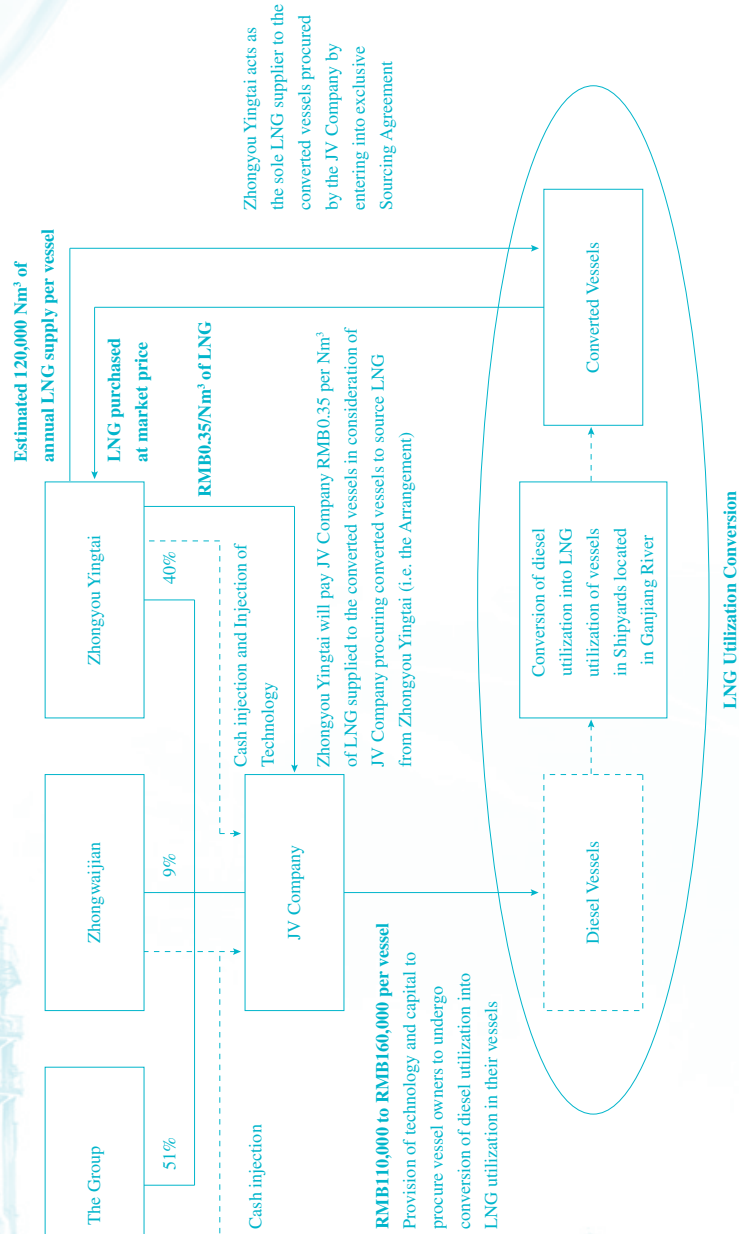 The Group
Zhongwaijian
Zhongyou Yingtai
51%
9%
40%
Estimated 120,000 Nm³ of
annual LNG supply per vessel
LNG purchased
at market price
RMB0.35/Nm³ of LNG
Zhongyou Yingtai acts as
the sole LNG supplier to the
converted vessels procured
by the JV Company by
entering into exclusive
Sourcing Agreement
Cash injection
JV Company
Cash injection and Injection of
Technology
Zhongyou Yingtai will pay JV Company RMB0.35 per Nm³
of LNG supplied to the converted vessels in consideration of
JV Company procuring converted vessels to source LNG
from Zhongyou Yingtai (i.e. the Arrangement)
RMB110,000 to RMB160,000 per vessel
Provision of technology and capital to
procure vessel owners to undergo
conversion of diesel utilization into
LNG utilization in their vessels
Diesel Vessels
Conversion of diesel
utilization into LNG
utilization of vessels
in Shipyards located
in Ganjiang River
Converted Vessels
LNG Utilization Conversion